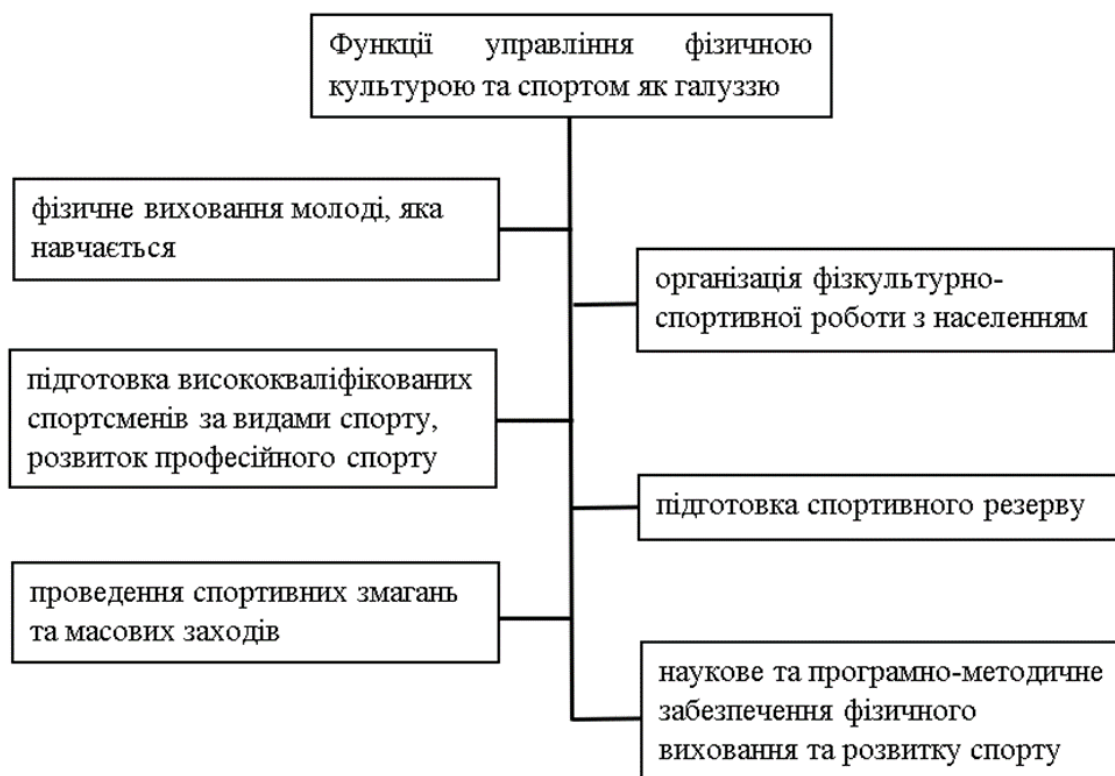 Функції управління фізичною
культурою та спортом як галуззю
фізичне виховання молоді, яка
навчається
організація фізкультурно-
спортивної роботи з населенням
підготовка висококваліфікованих
спортсменів за видами спорту,
розвиток професійного спорту
підготовка спортивного резерву
проведення спортивних змагань
та масових заходів
наукове та програмно-методичне
забезпечення фізичного
виховання та розвитку спорту